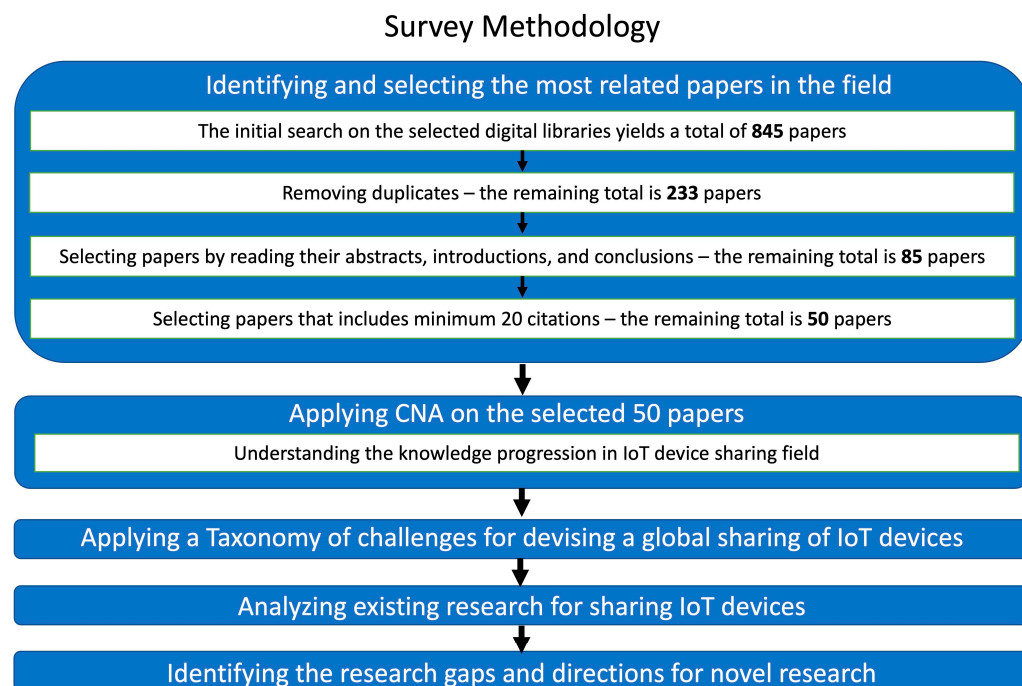 Survey Methodology
Identifying and selecting the most related papers in the field
The initial search on the selected digital libraries yields a total of 845 papers
Removing duplicates – the remaining total is 233 papers
Selecting papers by reading their abstracts, introductions, and conclusions – the remaining total is 85 papers
Selecting papers that includes minimum 20 citations – the remaining total is 50 papers
Applying CNA on the selected 50 papers
Understanding the knowledge progression in IoT device sharing field
Applying a Taxonomy of challenges for devising a global sharing of IoT devices
Analyzing existing research for sharing IoT devices
Identifying the research gaps and directions for novel research